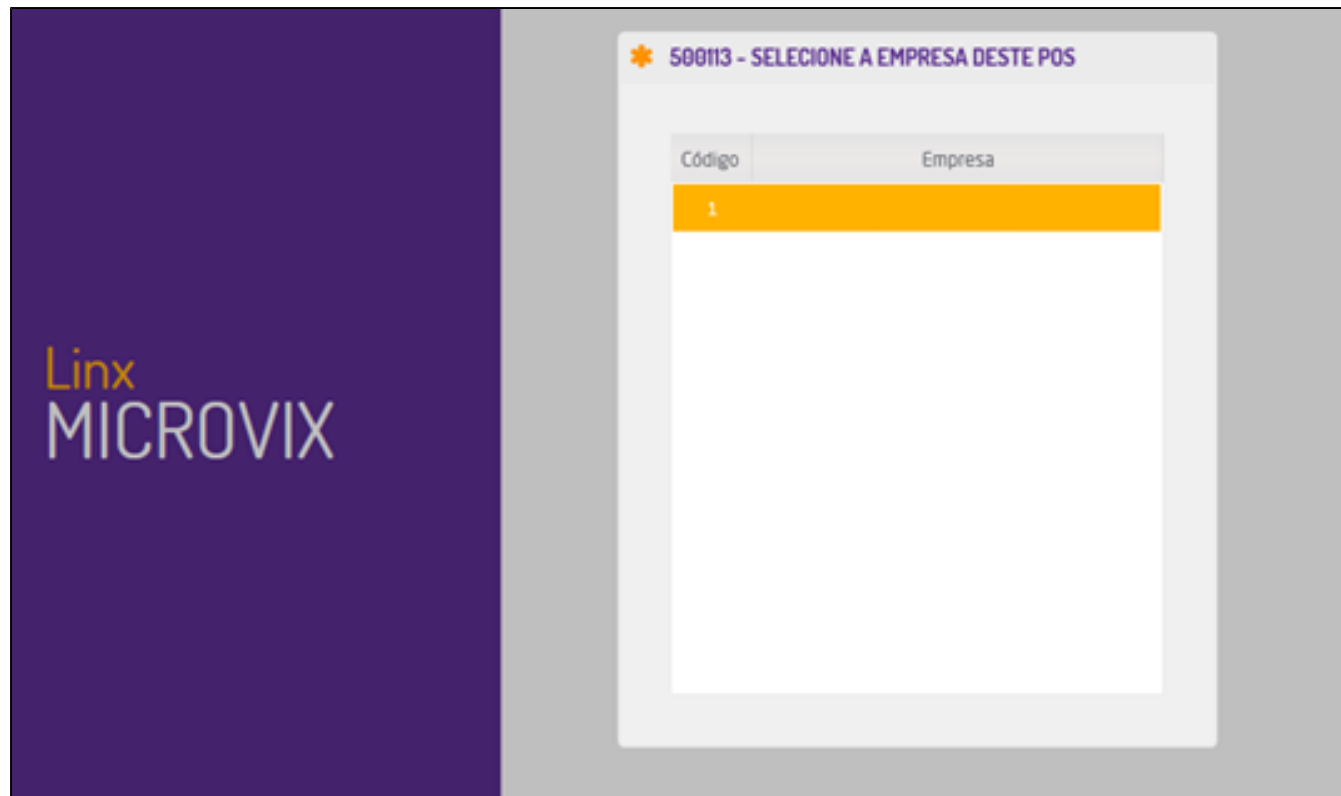 Linx
MICROVIX
500113 - SELECIONE A EMPRESA DESTE POS
Código Empresa
1